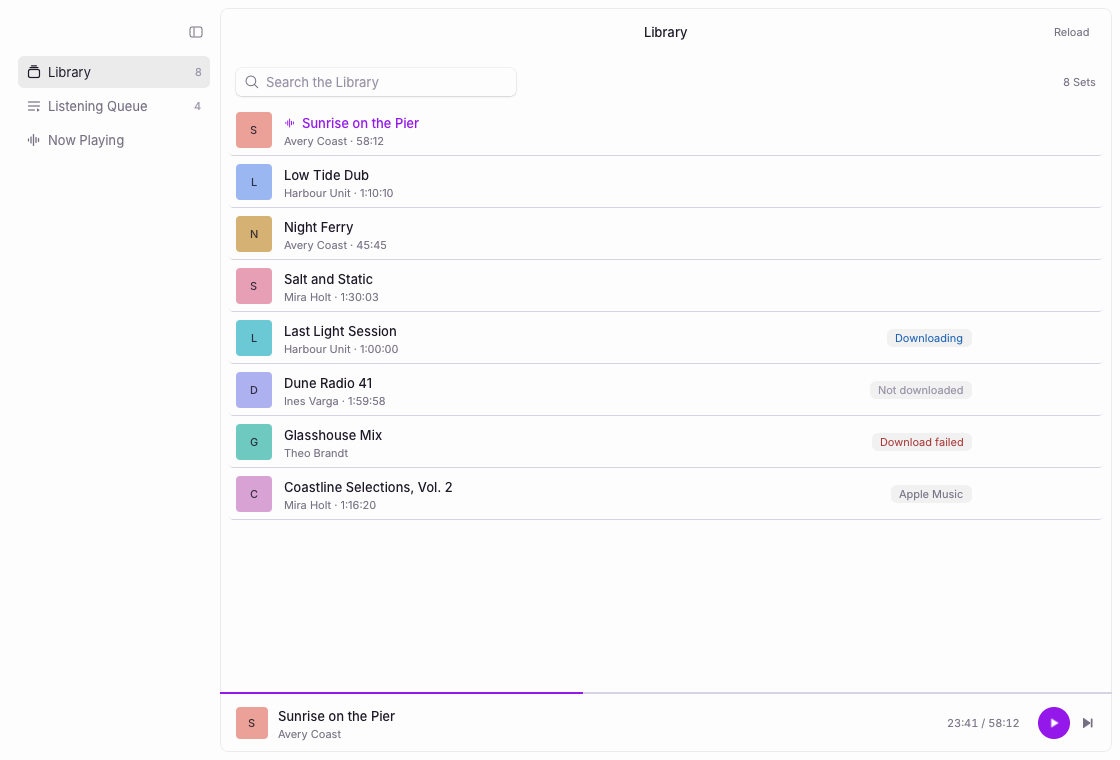 Library
8
Listening Queue
4
Now Playing
Library
Reload
Search the Library
8 Sets
S
Sunrise on the Pier
Avery Coast · 58:12
L
Low Tide Dub
Harbour Unit · 1:10:10
N
Night Ferry
Avery Coast · 45:45
S
Salt and Static
Mira Holt · 1:30:03
L
Last Light Session
Harbour Unit · 1:00:00
Downloading
D
Dune Radio 41
Ines Varga · 1:59:58
Not downloaded
G
Glasshouse Mix
Theo Brandt
Download failed
C
Coastline Selections, Vol. 2
Mira Holt · 1:16:20
Apple Music
S
Sunrise on the Pier
Avery Coast
23:41 / 58:12